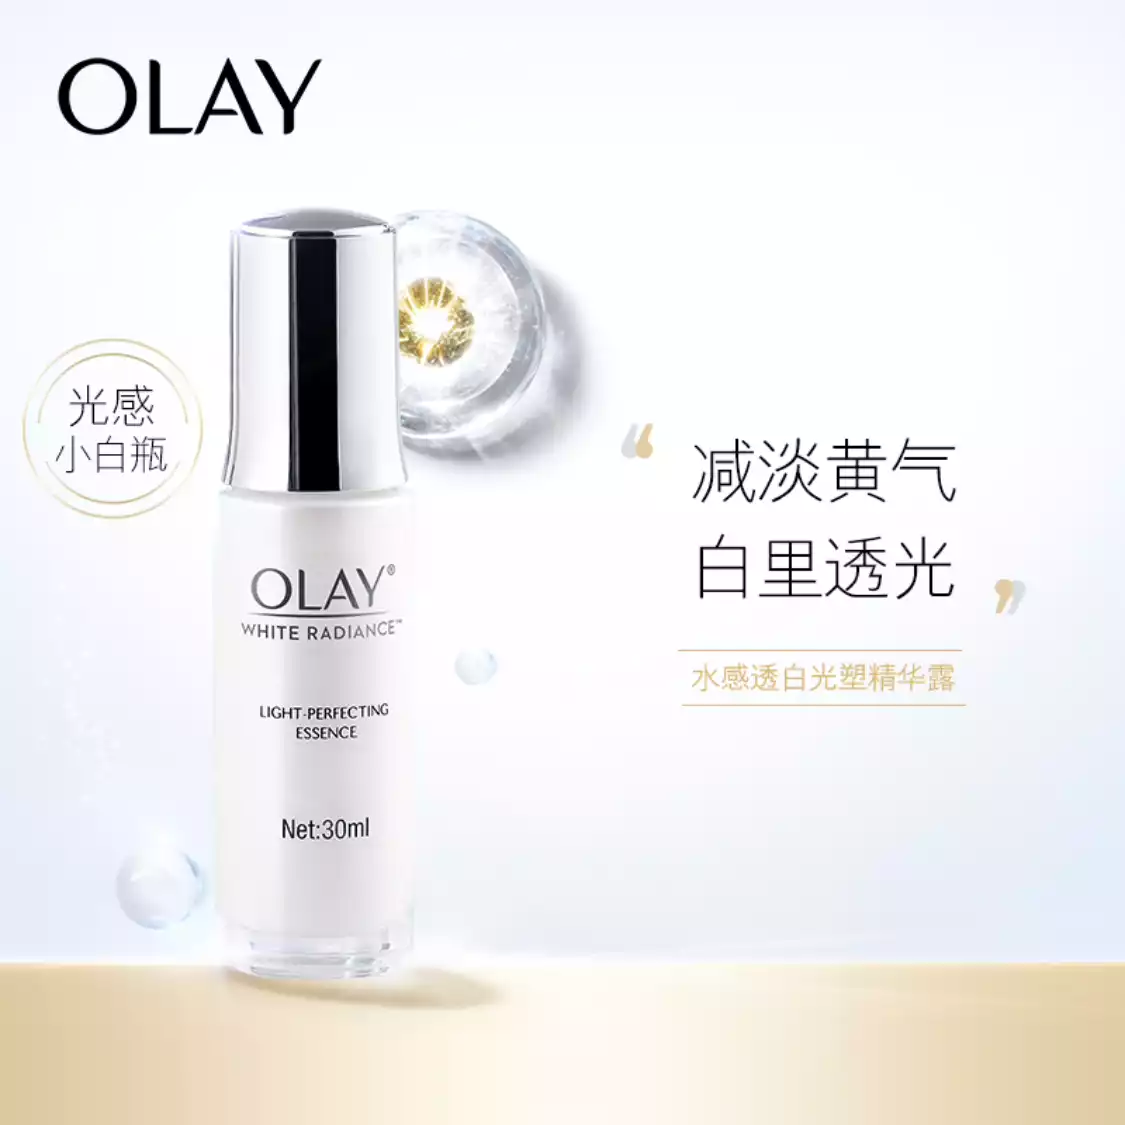 OLAY
光感
小白瓶
OLAY®
WHITE RADIANCE™
LIGHT-PERFECTING
ESSENCE
Net:30ml
“减淡黄气
白里透光”
水感透白光塑精华露